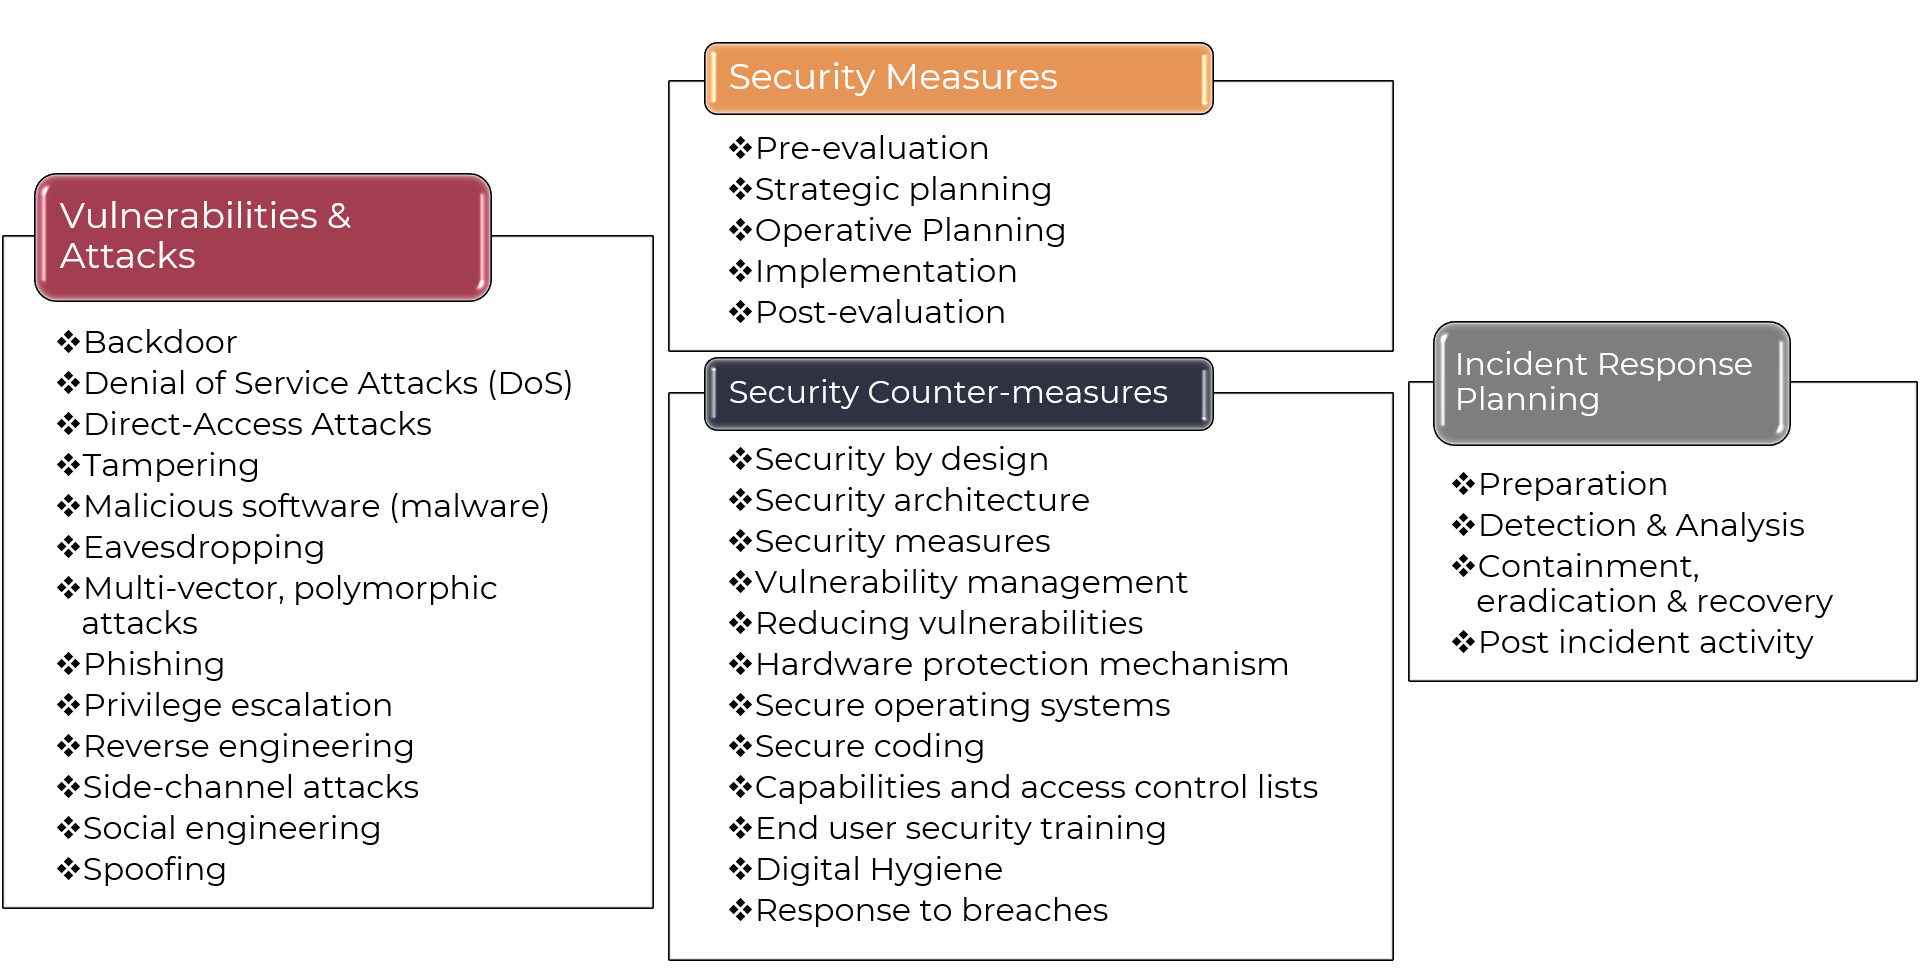 Vulnerabilities &
Attacks
❖Backdoor
❖Denial of Service Attacks (DoS)
❖Direct-Access Attacks
❖Tampering
❖Malicious software (malware)
❖Eavesdropping
❖Multi-vector, polymorphic
attacks
❖Phishing
❖Privilege escalation
❖Reverse engineering
❖Side-channel attacks
❖Social engineering
❖Spoofing
Security Measures
❖Pre-evaluation
❖Strategic planning
❖Operative Planning
❖Implementation
❖Post-evaluation
Security Counter-measures
❖Security by design
❖Security architecture
❖Security measures
❖Vulnerability management
❖Reducing vulnerabilities
❖Hardware protection mechanism
❖Secure operating systems
❖Secure coding
❖Capabilities and access control lists
❖End user security training
❖Digital Hygiene
❖Response to breaches
Incident Response
Planning
❖Preparation
❖Detection & Analysis
❖Containment,
eradication & recovery
❖Post incident activity